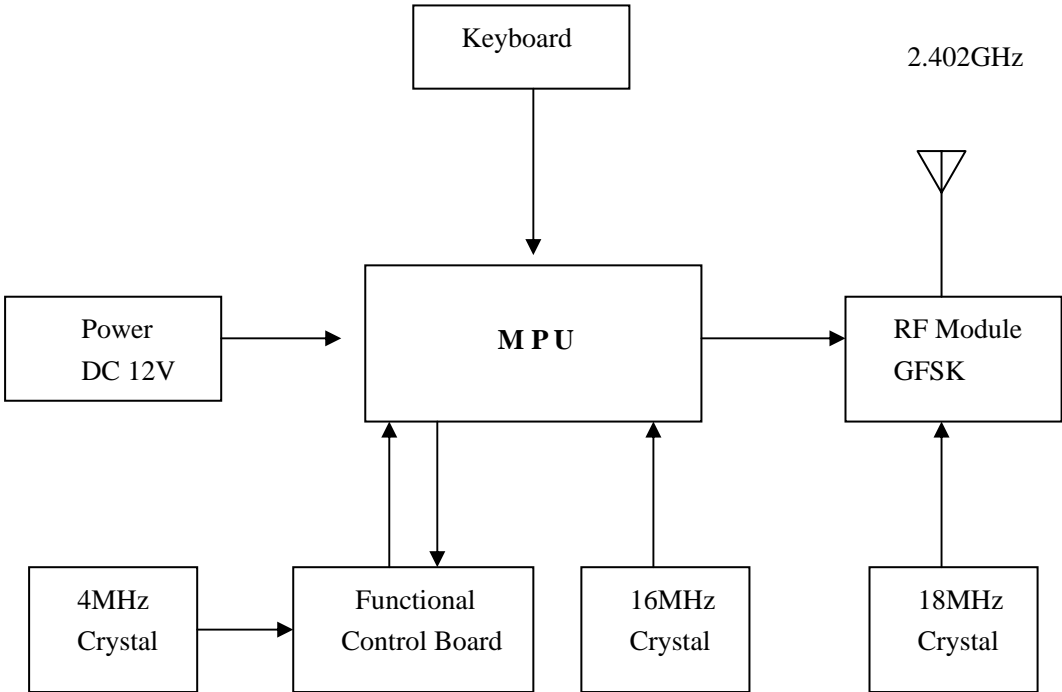 Keyboard
2.402GHz
Power
DC 12V
M P U
RF Module
GFSK
4MHz
Crystal
Functional
Control Board
16MHz
Crystal
18MHz
Crystal